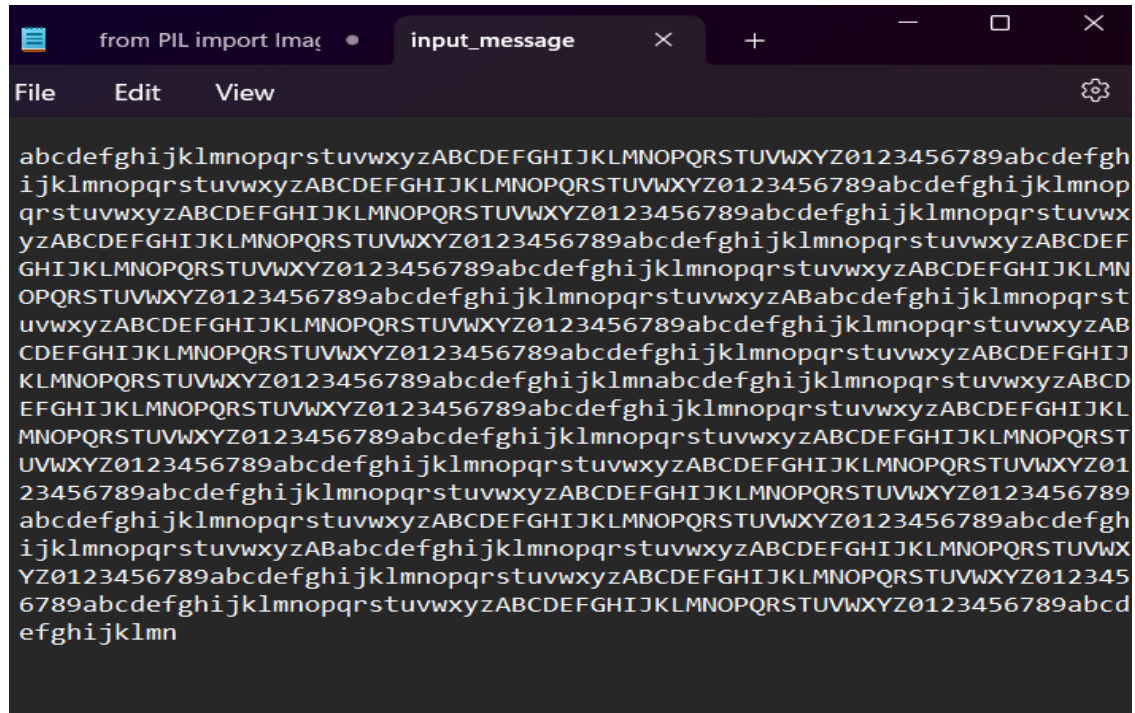 from PIL import Imag
input_message
File Edit View
abcdefghijklmnopqrstuvwxyzABCDEFGHIJKLMNOPQRSTUVWXYZ0123456789abcdefgh
ijklmnopqrstuvwxyzABCDEFGHIJKLMNOPQRSTUVWXYZ0123456789abcdefghijklmnop
qrstuvwxyzABCDEFGHIJKLMNOPQRSTUVWXYZ0123456789abcdefghijklmnopqrstuvwx
yzABCDEFGHIJKLMNOPQRSTUVWXYZ0123456789abcdefghijklmnopqrstuvwxyzABCDEF
GHIJKLMNOPQRSTUVWXYZ0123456789abcdefghijklmnopqrstuvwxyzABCDEFGHIJKLMN
OPQRSTUVWXYZ0123456789abcdefghijklmnopqrstuvwxyzABabcdefghijklmnopqrst
uvwxyzABCDEFGHIJKLMNOPQRSTUVWXYZ0123456789abcdefghijklmnopqrstuvwxyzAB
CDEFGHIJKLMNOPQRSTUVWXYZ0123456789abcdefghijklmnopqrstuvwxyzABCDEFGHIJ
KLMNOPQRSTUVWXYZ0123456789abcdefghijklmnabcdefghijklmnopqrstuvwxyzABCD
EFGHIJKLMNOPQRSTUVWXYZ0123456789abcdefghijklmnopqrstuvwxyzABCDEFGHIJKL
MNOPQRSTUVWXYZ0123456789abcdefghijklmnopqrstuvwxyzABCDEFGHIJKLMNOPQRST
UVWXYZ0123456789abcdefghijklmnopqrstuvwxyzABCDEFGHIJKLMNOPQRSTUVWXYZ01
23456789abcdefghijklmnopqrstuvwxyzABCDEFGHIJKLMNOPQRSTUVWXYZ0123456789
abcdefghijklmnopqrstuvwxyzABCDEFGHIJKLMNOPQRSTUVWXYZ0123456789abcdefgh
ijklmnopqrstuvwxyzABabcdefghijklmnopqrstuvwxyzABCDEFGHIJKLMNOPQRSTUVWX
YZ0123456789abcdefghijklmnopqrstuvwxyzABCDEFGHIJKLMNOPQRSTUVWXYZ012345
6789abcdefghijklmnopqrstuvwxyzABCDEFGHIJKLMNOPQRSTUVWXYZ0123456789abcd
efghijklmn